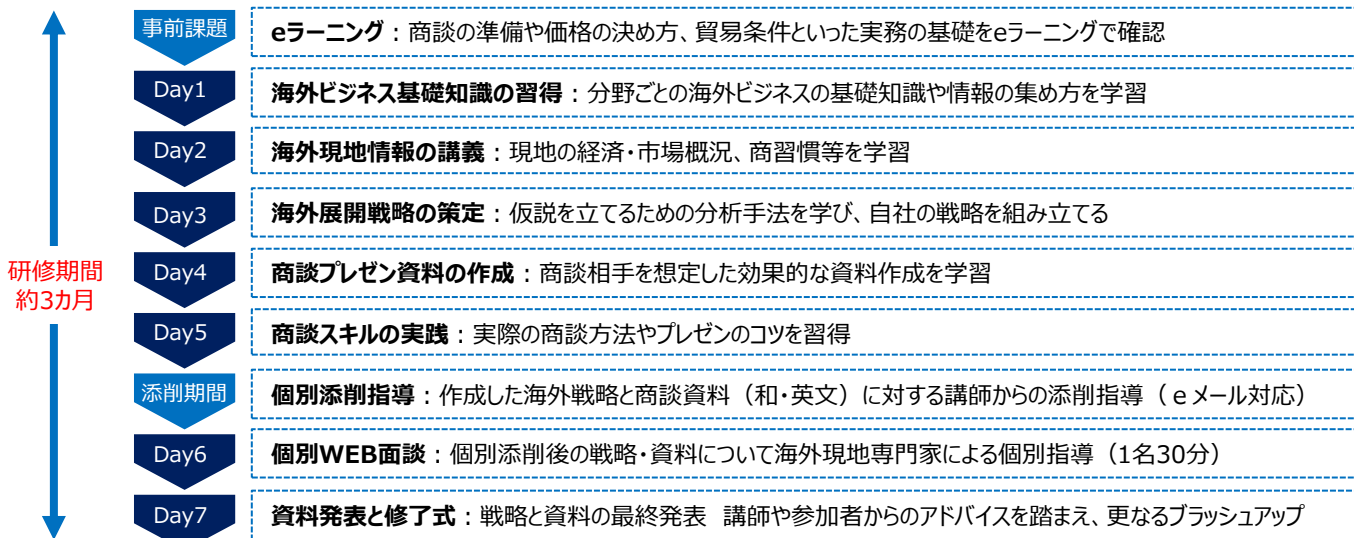 事前課題
eラーニング：商談の準備や価格の決め方、貿易条件といった実務の基礎をeラーニングで確認
Day1
海外ビジネス基礎知識の習得：分野ごとの海外ビジネスの基礎知識や情報の集め方を学習
Day2
海外現地情報の講義：現地の経済・市場概況、商習慣等を学習
Day3
海外展開戦略の策定：仮説を立てるための分析手法を学び、自社の戦略を組み立てる
研修期間
約3カ月
Day4
商談プレゼン資料の作成：商談相手を想定した効果的な資料作成を学習
Day5
商談スキルの実践：実際の商談方法やプレゼンのコツを習得
添削期間
個別添削指導：作成した海外戦略と商談資料（和・英文）に対する講師からの添削指導（ｅメール対応）
Day6
個別WEB面談：個別添削後の戦略・資料について海外現地専門家による個別指導（1名30分）
Day7
資料発表と修了式：戦略と資料の最終発表 講師や参加者からのアドバイスを踏まえ、更なるブラッシュアップ